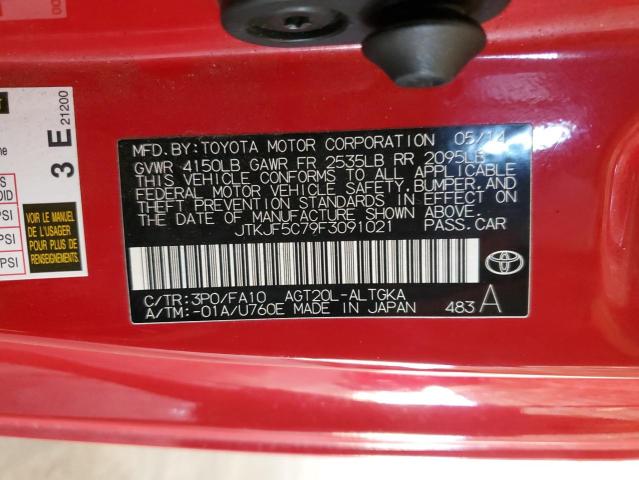 MFD.BY:TOYOTA MOTOR CORPORATION 05/14
GVWR 4150LB GAWR FR 2535LB RR 2095LB
THIS VEHICLE CONFORMS TO ALL APPLICABLE
FEDERAL MOTOR VEHICLE SAFETY,BUMPER,AND
THEFT PREVENTION STANDARDS IN EFFECT ON
THE DATE OF MANUFACTURE SHOWN ABOVE.
JTKJF5C79F3091021 PASS.CAR
C/TR:3P0/FA10 AGT20L-ALTGKA
A/TM:-01A/U760E MADE IN JAPAN 483 A
3 E 21200
VOIR LE MANUEL
DE L'USAGER
POUR PLUS DE
RENSEIGNEMENTS
PSI
PSI
PSI